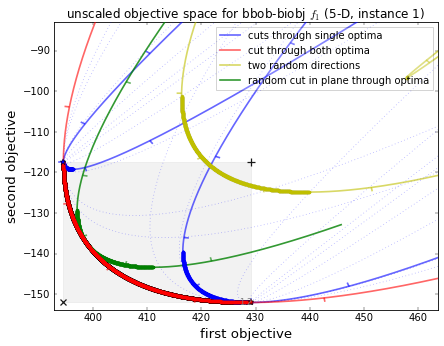 unscaled objective space for bbob-biobj f₁ (5-D, instance 1)
cuts through single optima
cut through both optima
two random directions
random cut in plane through optima
second objective
−90
−100
−110
−120
−130
−140
−150
400 410 420 430 440 450 460
first objective